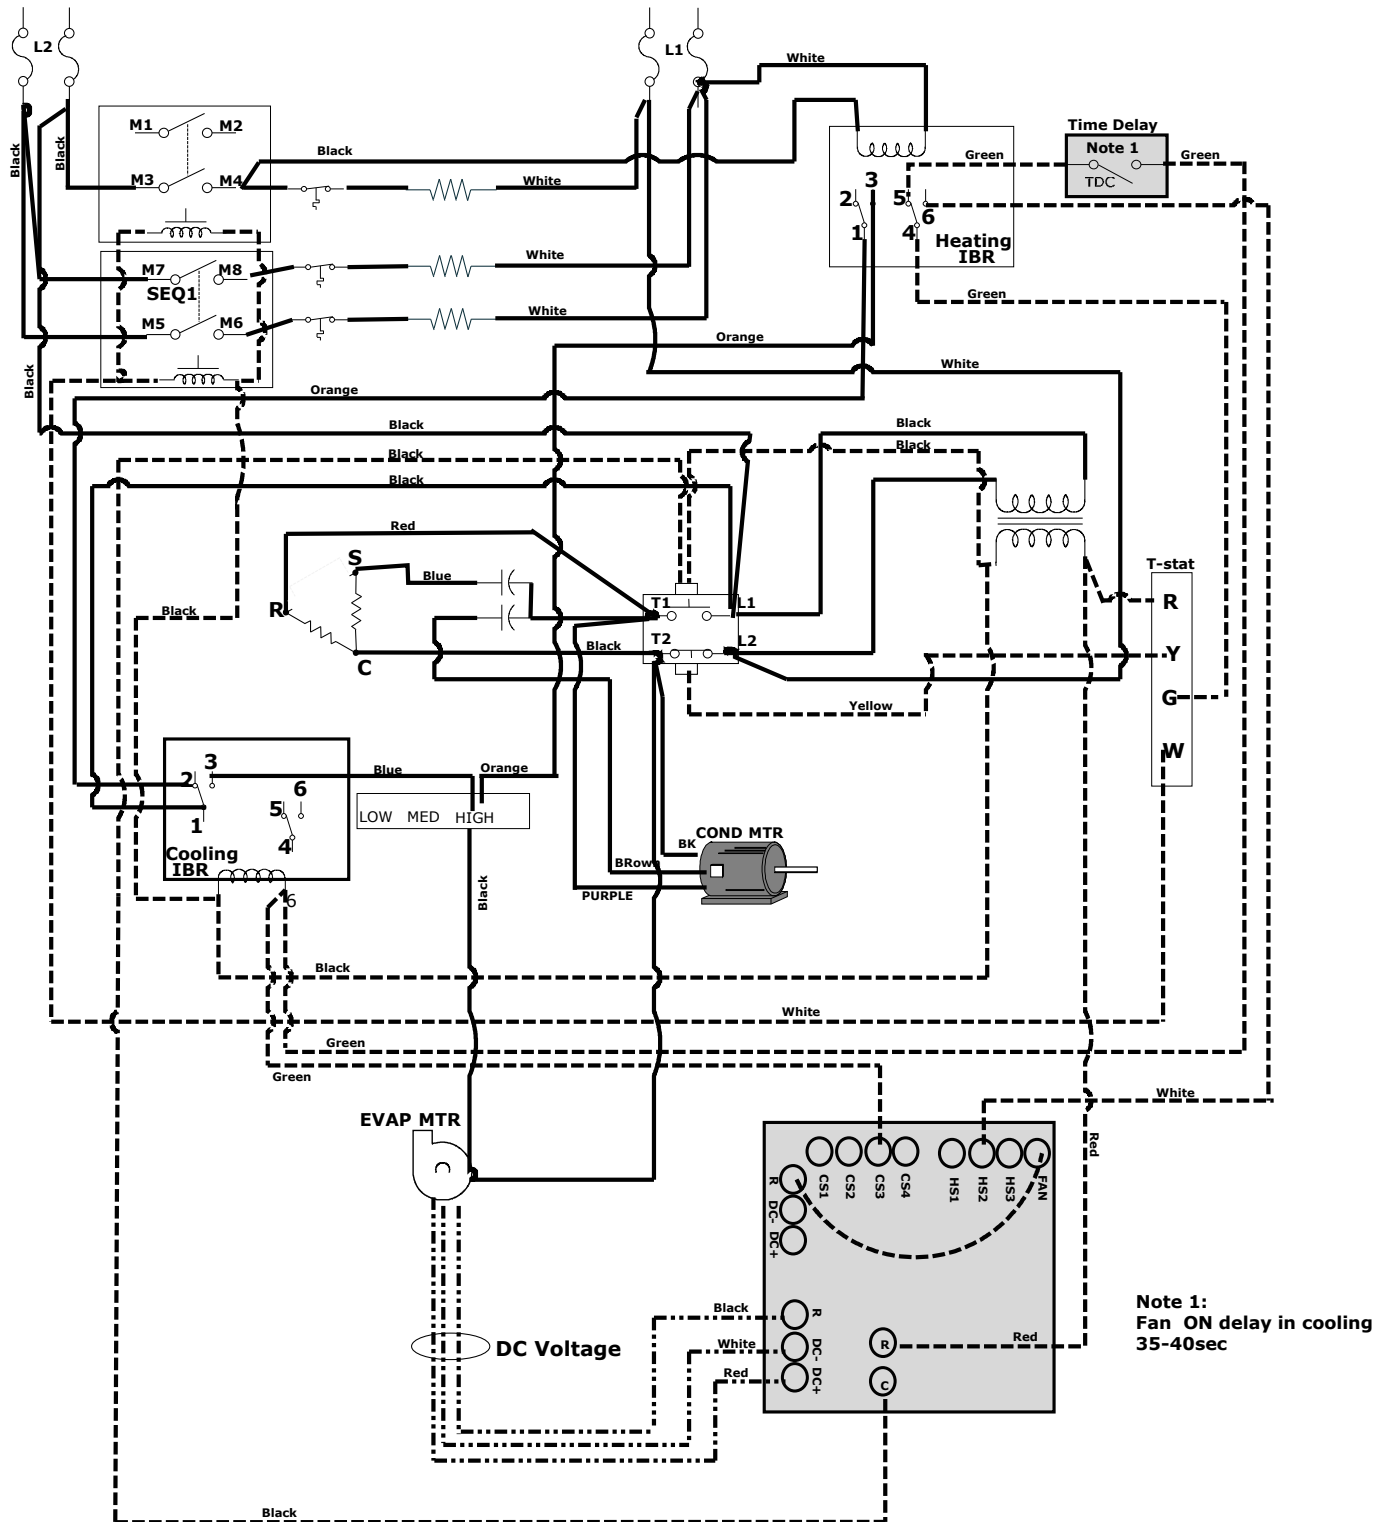 L2
L1
White
M1
M2
Time Delay
Note 1
Black
Black
Black
Green
Green
TDC
M3
M4
White
3
2
5
6
1
4
Heating
IBR
M7
M8
SEQ1
White
Green
M5
M6
White
Orange
White
Black
Orange
Black
Black
Black
Black
Black
Red
S
Blue
T-stat
R
T1
L1
R
Black
T2
L2
Black
Y
C
G
Yellow
W
3
2
Blue
Orange
6
5
LOW
MED
HIGH
1
4
Cooling
IBR
COND MTR
BK
BRown
PURPLE
6
Black
Black
White
Green
Green
White
EVAP MTR
Red
R
DC-
DC+
CS1
CS2
CS3
CS4
HS1
HS2
HS3
FAN
Black
White
Red
R
DC-
DC+
R
Red
C
DC Voltage
Note 1:
Fan ON delay in cooling
35-40sec
Black